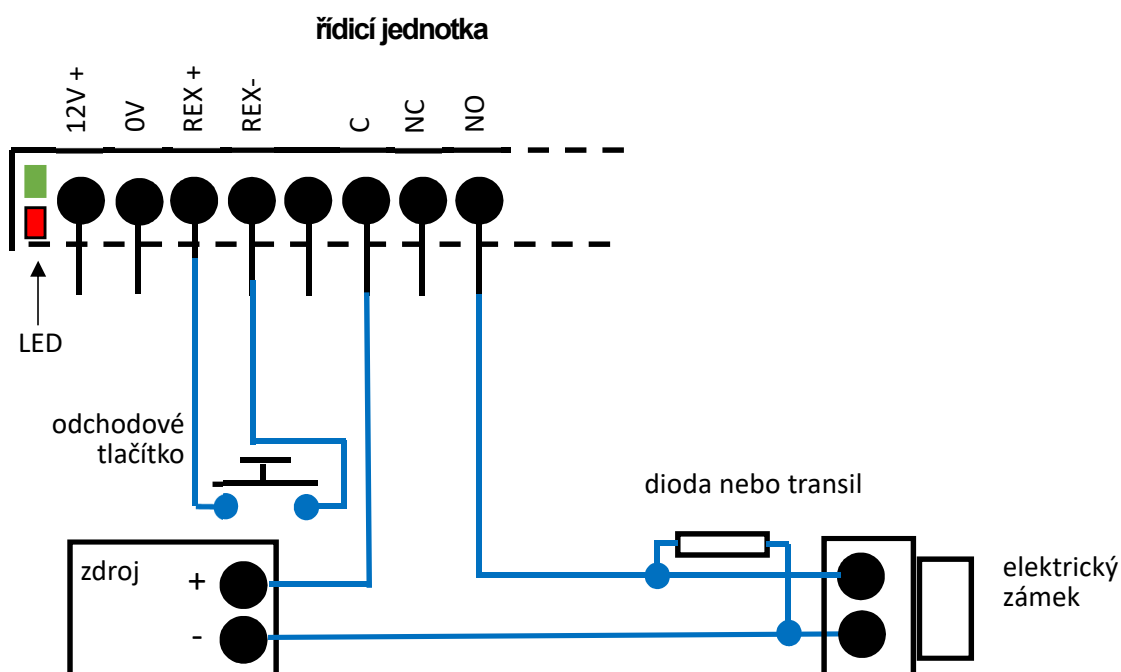 řídicí jednotka
12V +
0V
REX +
REX-
C
NC
NO
LED
odchodové
tlačítko
dioda nebo transil
zdroj
+
-
elektrický
zámek